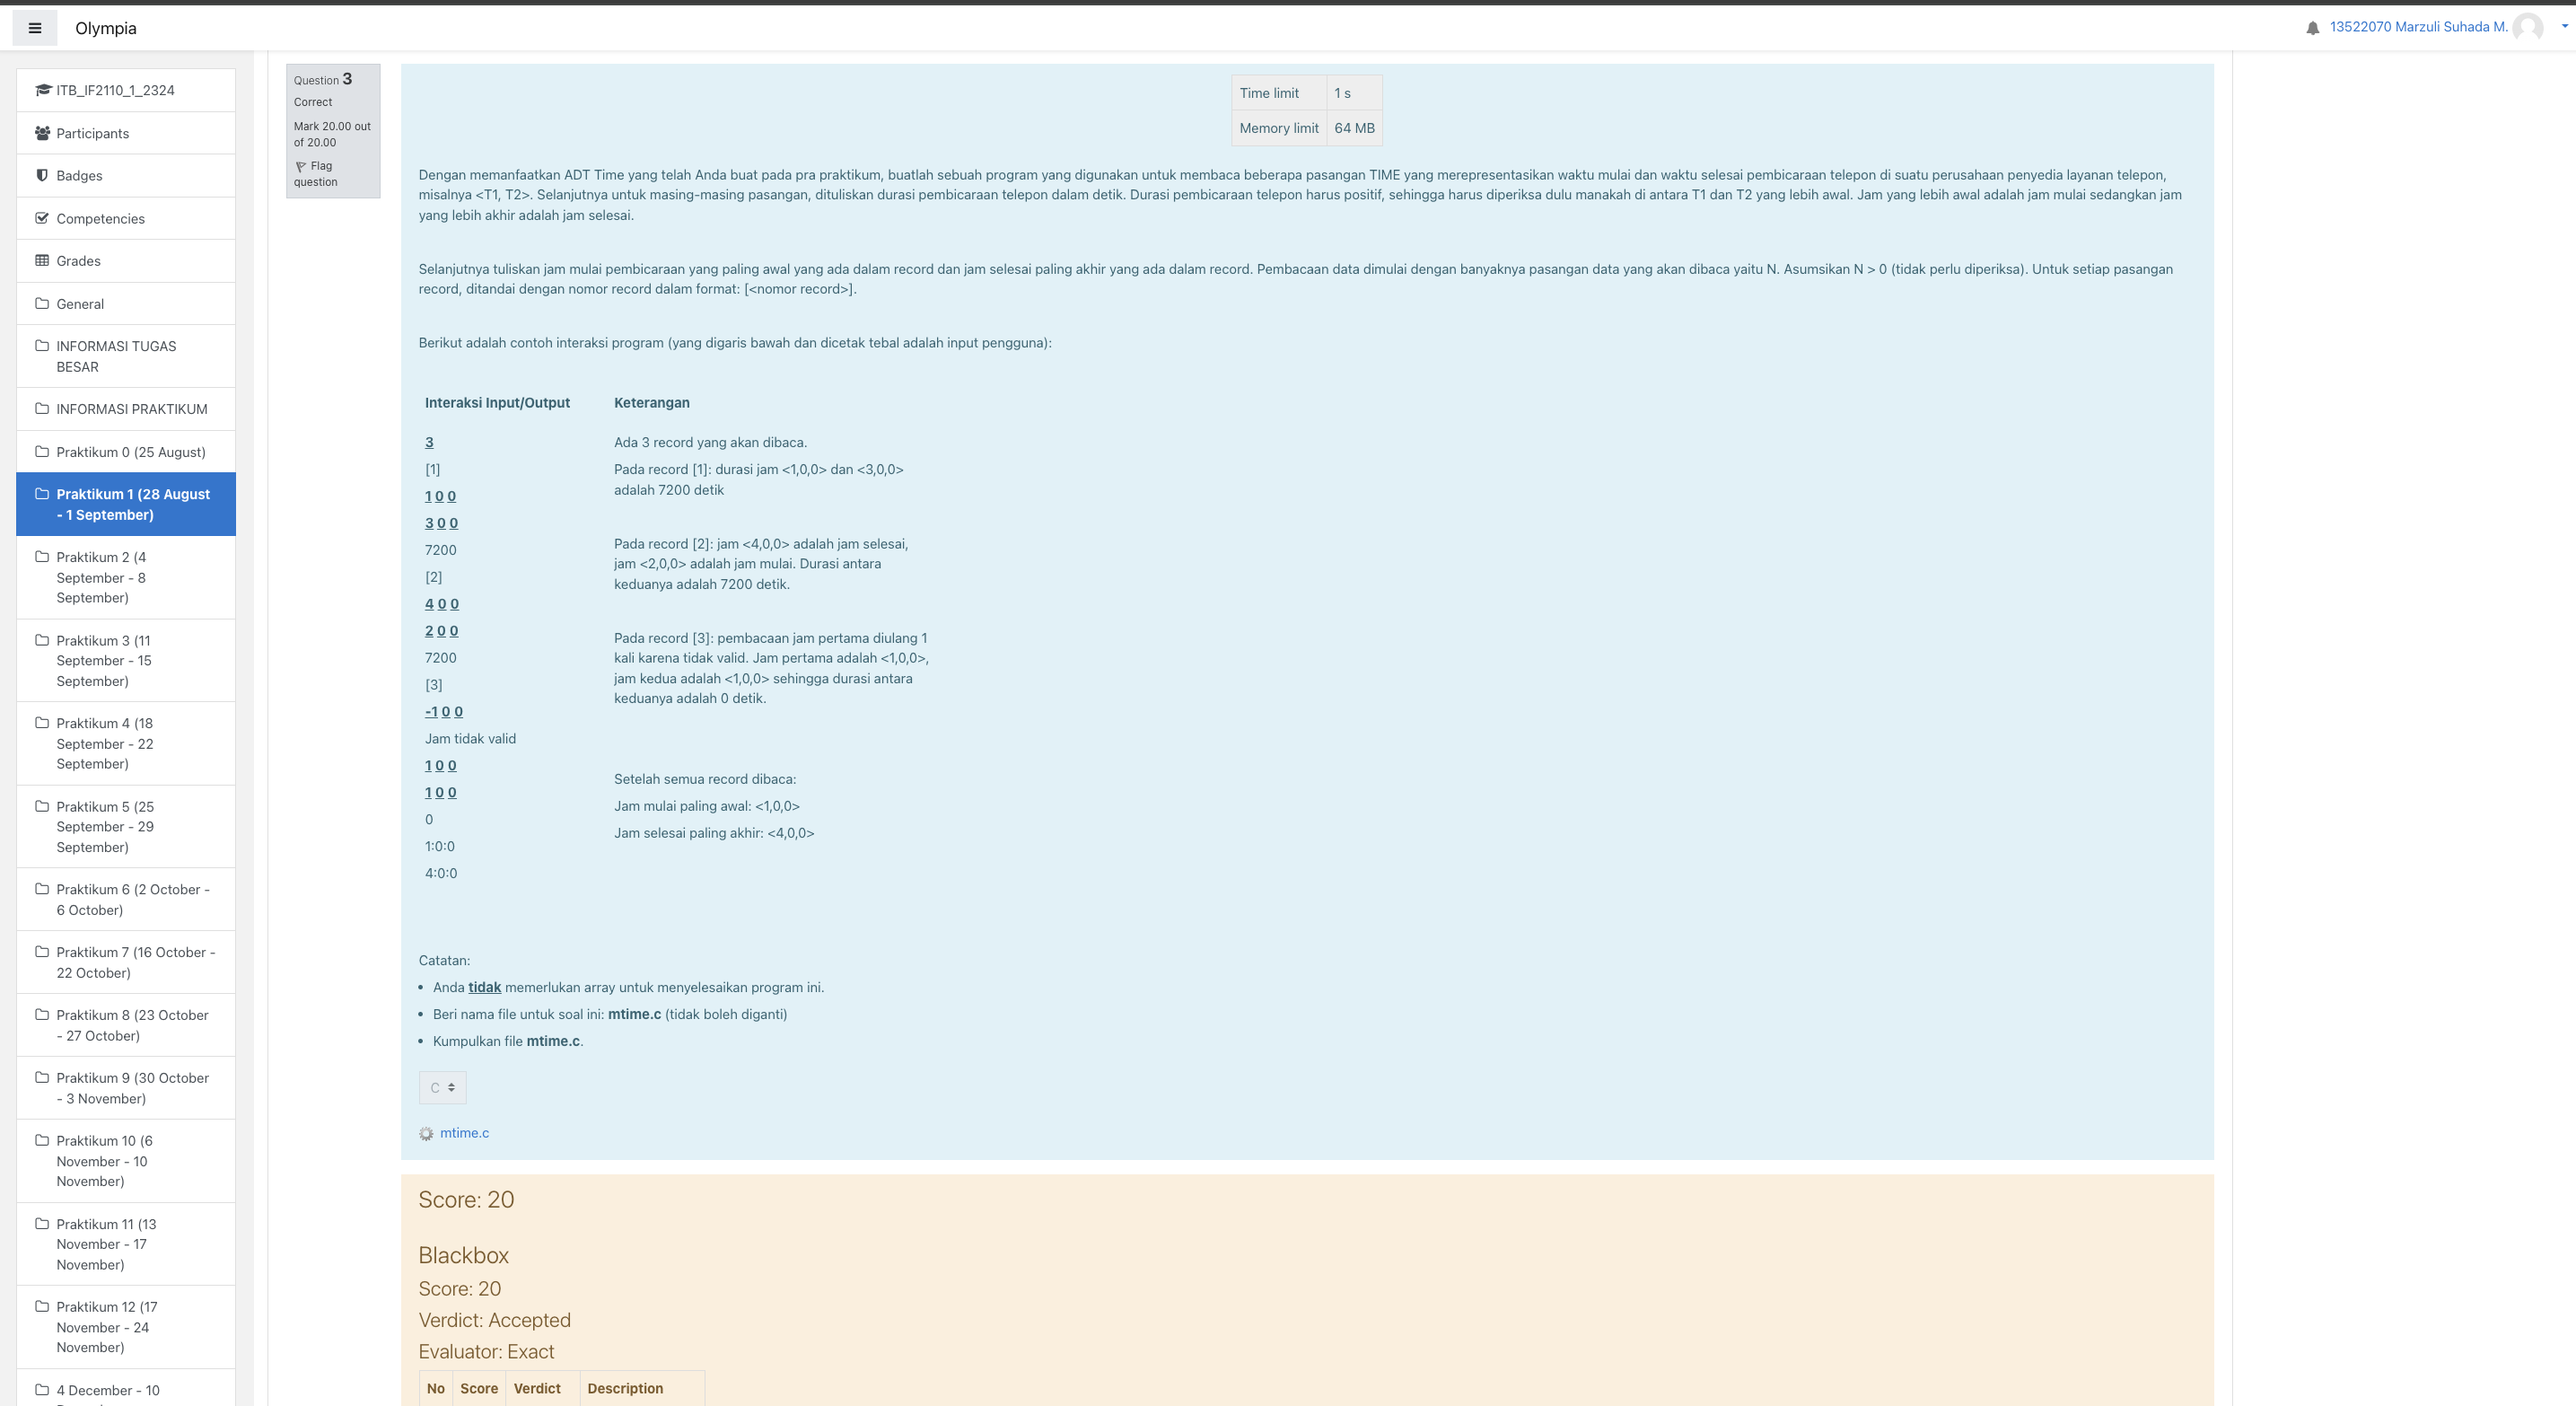 Olympia
13522070 Marzuli Suhada M.
ITB_IF2110_1_2324
Participants
Badges
Competencies
Grades
General
INFORMASI TUGAS
BESAR
INFORMASI PRAKTIKUM
Praktikum 0 (25 August)
Praktikum 1 (28 August
- 1 September)
Praktikum 2 (4
September - 8
September)
Praktikum 3 (11
September - 15
September)
Praktikum 4 (18
September - 22
September)
Praktikum 5 (25
September - 29
September)
Praktikum 6 (2 October -
6 October)
Praktikum 7 (16 October -
22 October)
Praktikum 8 (23 October
- 27 October)
Praktikum 9 (30 October
- 3 November)
Praktikum 10 (6
November - 10
November)
Praktikum 11 (13
November - 17
November)
Praktikum 12 (17
November - 24
November)
4 December - 10
Question 3
Correct
Mark 20.00 out
of 20.00
Flag
question
Time limit 1 s
Memory limit 64 MB
Dengan memanfaatkan ADT Time yang telah Anda buat pada pra praktikum, buatlah sebuah program yang digunakan untuk membaca beberapa pasangan TIME yang merepresentasikan waktu mulai dan waktu selesai pembicaraan telepon di suatu perusahaan penyedia layanan telepon,
misalnya <T1, T2>. Selanjutnya untuk masing-masing pasangan, dituliskan durasi pembicaraan telepon dalam detik. Durasi pembicaraan telepon harus positif, sehingga harus diperiksa dulu manakah di antara T1 dan T2 yang lebih awal. Jam yang lebih awal adalah jam mulai sedangkan jam
yang lebih akhir adalah jam selesai.
Selanjutnya tuliskan jam mulai pembicaraan yang paling awal yang ada dalam record dan jam selesai paling akhir yang ada dalam record. Pembacaan data dimulai dengan banyaknya pasangan data yang akan dibaca yaitu N. Asumsikan N > 0 (tidak perlu diperiksa). Untuk setiap pasangan
record, ditandai dengan nomor record dalam format: [<nomor record>].
Berikut adalah contoh interaksi program (yang digaris bawah dan dicetak tebal adalah input pengguna):
Interaksi Input/Output
3
[1]
1 0 0
3 0 0
7200
[2]
4 0 0
2 0 0
7200
[3]
-1 0 0
Jam tidak valid
1 0 0
1 0 0
0
1:0:0
4:0:0
Keterangan
Ada 3 record yang akan dibaca.
Pada record [1]: durasi jam <1,0,0> dan <3,0,0>
adalah 7200 detik
Pada record [2]: jam <4,0,0> adalah jam selesai,
jam <2,0,0> adalah jam mulai. Durasi antara
keduanya adalah 7200 detik.
Pada record [3]: pembacaan jam pertama diulang 1
kali karena tidak valid. Jam pertama adalah <1,0,0>,
jam kedua adalah <1,0,0> sehingga durasi antara
keduanya adalah 0 detik.
Setelah semua record dibaca:
Jam mulai paling awal: <1,0,0>
Jam selesai paling akhir: <4,0,0>
Catatan:
• Anda tidak memerlukan array untuk menyelesaikan program ini.
• Beri nama file untuk soal ini: mtime.c (tidak boleh diganti)
• Kumpulkan file mtime.c.
C
mtime.c
Score: 20
Blackbox
Score: 20
Verdict: Accepted
Evaluator: Exact
No Score Verdict Description